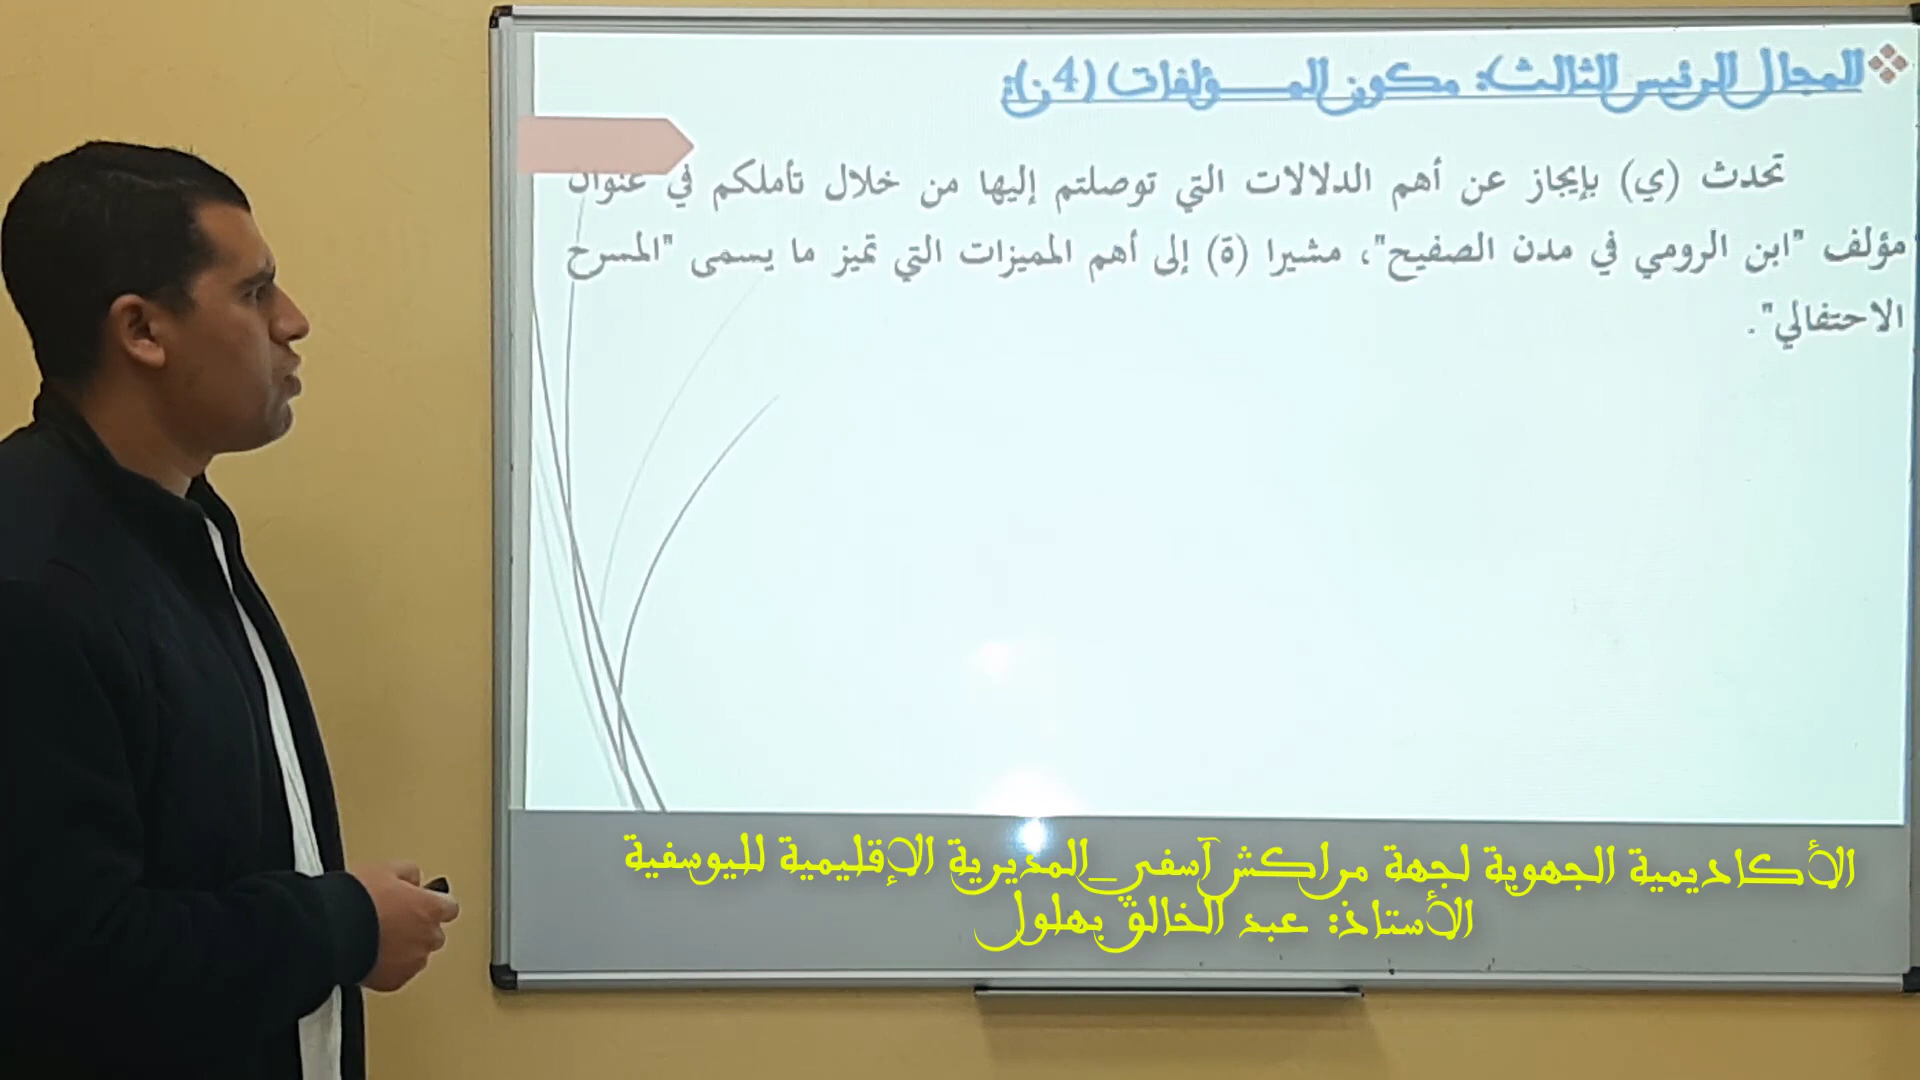 المجال الرئيس الثالث: مكون المؤلفات (4 ن):
تحدث (ي) بإيجاز عن أهم الدلالات التي توصلتم إليها من خلال تأملكم في عنوان
مؤلف "ابن الرومي في مدن الصفيح"، مشيرا (ة) إلى أهم المميزات التي تميز ما يسمى "المسرح
الاحتفالي".
الأكاديمية الجهوية لجهة مراكش آسفي_المديرية الإقليمية لليوسفية
الأستاذ: عبد الخالق بهلول